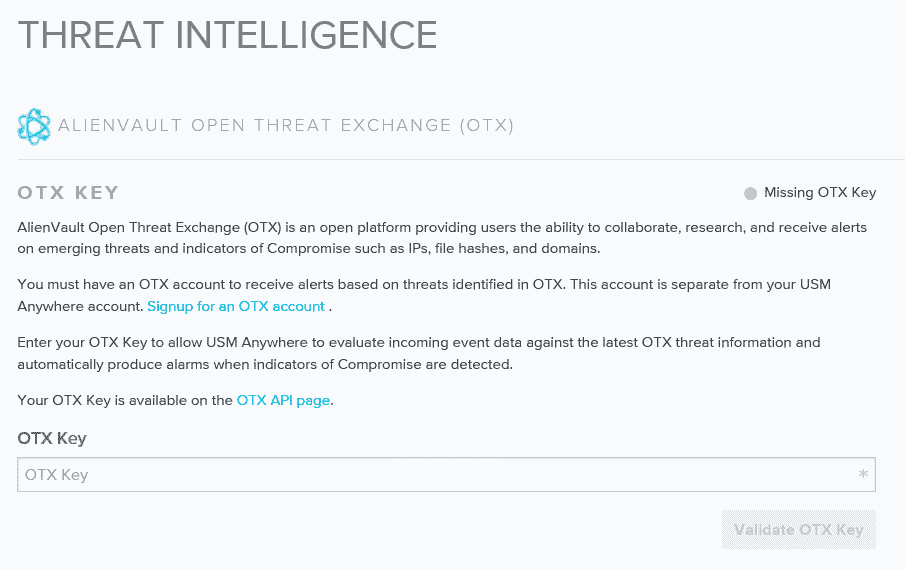 THREAT INTELLIGENCE
ALIENVAULT OPEN THREAT EXCHANGE (OTX)
OTX KEY
Missing OTX Key
AlienVault Open Threat Exchange (OTX) is an open platform providing users the ability to collaborate, research, and receive alerts
on emerging threats and indicators of Compromise such as IPs, file hashes, and domains.
You must have an OTX account to receive alerts based on threats identified in OTX. This account is separate from your USM
Anywhere account. Signup for an OTX account .
Enter your OTX Key to allow USM Anywhere to evaluate incoming event data against the latest OTX threat information and
automatically produce alarms when indicators of Compromise are detected.
Your OTX Key is available on the OTX API page.
OTX Key
OTX Key *
Validate OTX Key